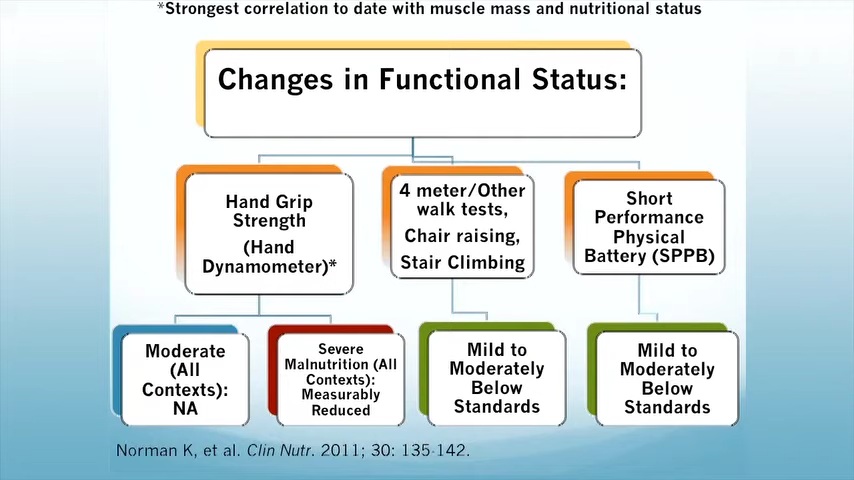 *Strongest correlation to date with muscle mass and nutritional status
Changes in Functional Status:
Hand Grip
Strength
(Hand
Dynamometer)*
4 meter/Other
walk tests,
Chair raising,
Stair Climbing
Short
Performance
Physical
Battery (SPPB)
Moderate
(All
Contexts):
NA
Severe
Malnutrition (All
Contexts):
Measurably
Reduced
Mild to
Moderately
Below
Standards
Mild to
Moderately
Below
Standards
Norman K, et al. Clin Nutr. 2011; 30: 135-142.